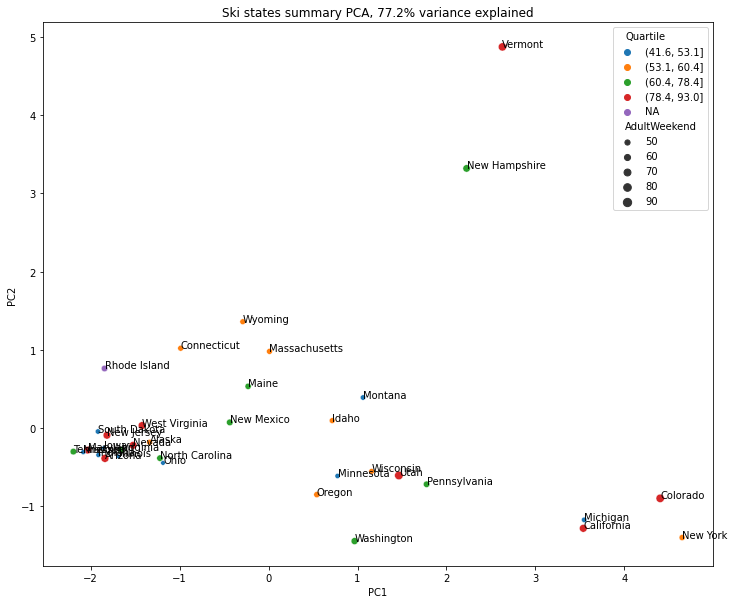 Ski states summary PCA, 77.2% variance explained
5
Vermont
Quartile
(41.6, 53.1]
(53.1, 60.4]
(60.4, 78.4]
(78.4, 93.0]
NA
AdultWeekend
50
60
70
80
90
4
New Hampshire
3
PC2
2
Wyoming
Connecticut
Massachusetts
1
Rhode Island
Maine
Montana
South Dakota
New Jersey
West Virginia
New Mexico
Idaho
0
Alaska
Nevada
Arizona
North Carolina
Ohio
Minnesota
Wisconsin
Utah
Pennsylvania
Oregon
Colorado
−1
Michigan
California
Washington
New York
−2
−1
0
1
2
3
4
PC1